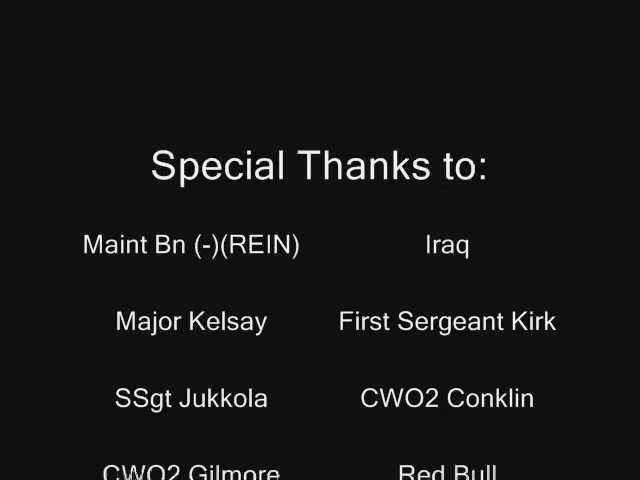 Special Thanks to:
Maint Bn (-)(REIN) Iraq
Major Kelsay First Sergeant Kirk
SSgt Jukkola CWO2 Conklin
CWO2 Gilmore Red Bull